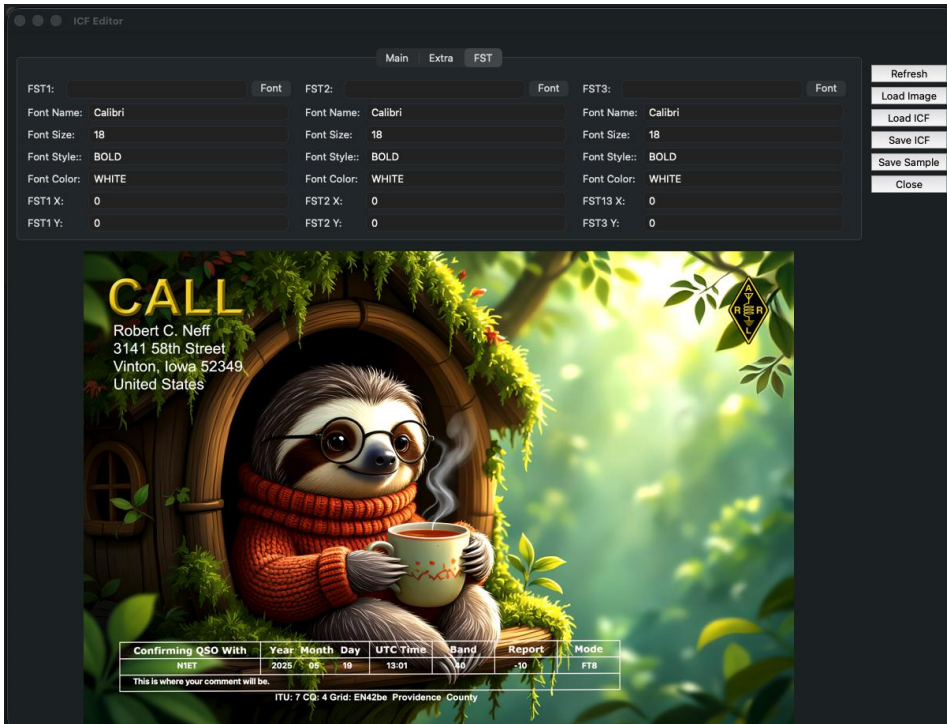 ICF Editor
Main Extra FST
FST1: Font FST2: Font FST3: Font
Font Name: Calibri Font Name: Calibri Font Name: Calibri
Font Size: 18 Font Size: 18 Font Size: 18
Font Style:: BOLD Font Style:: BOLD Font Style:: BOLD
Font Color: WHITE Font Color: WHITE Font Color: WHITE
FST1 X: 0 FST2 X: 0 FST13 X: 0
FST1 Y: 0 FST2 Y: 0 FST3 Y: 0
Refresh
Load Image
Load ICF
Save ICF
Save Sample
Close
CALL
Robert C. Neff
3141 58th Street
Vinton, Iowa 52349
United States
A
R R
L
Confirming QSO With Year Month Day UTC Time Band Report Mode
N1ET 2025 05 19 13:01 40 -10 FT8
This is where your comment will be.
ITU: 7 CQ: 4 Grid: EN42be Providence County